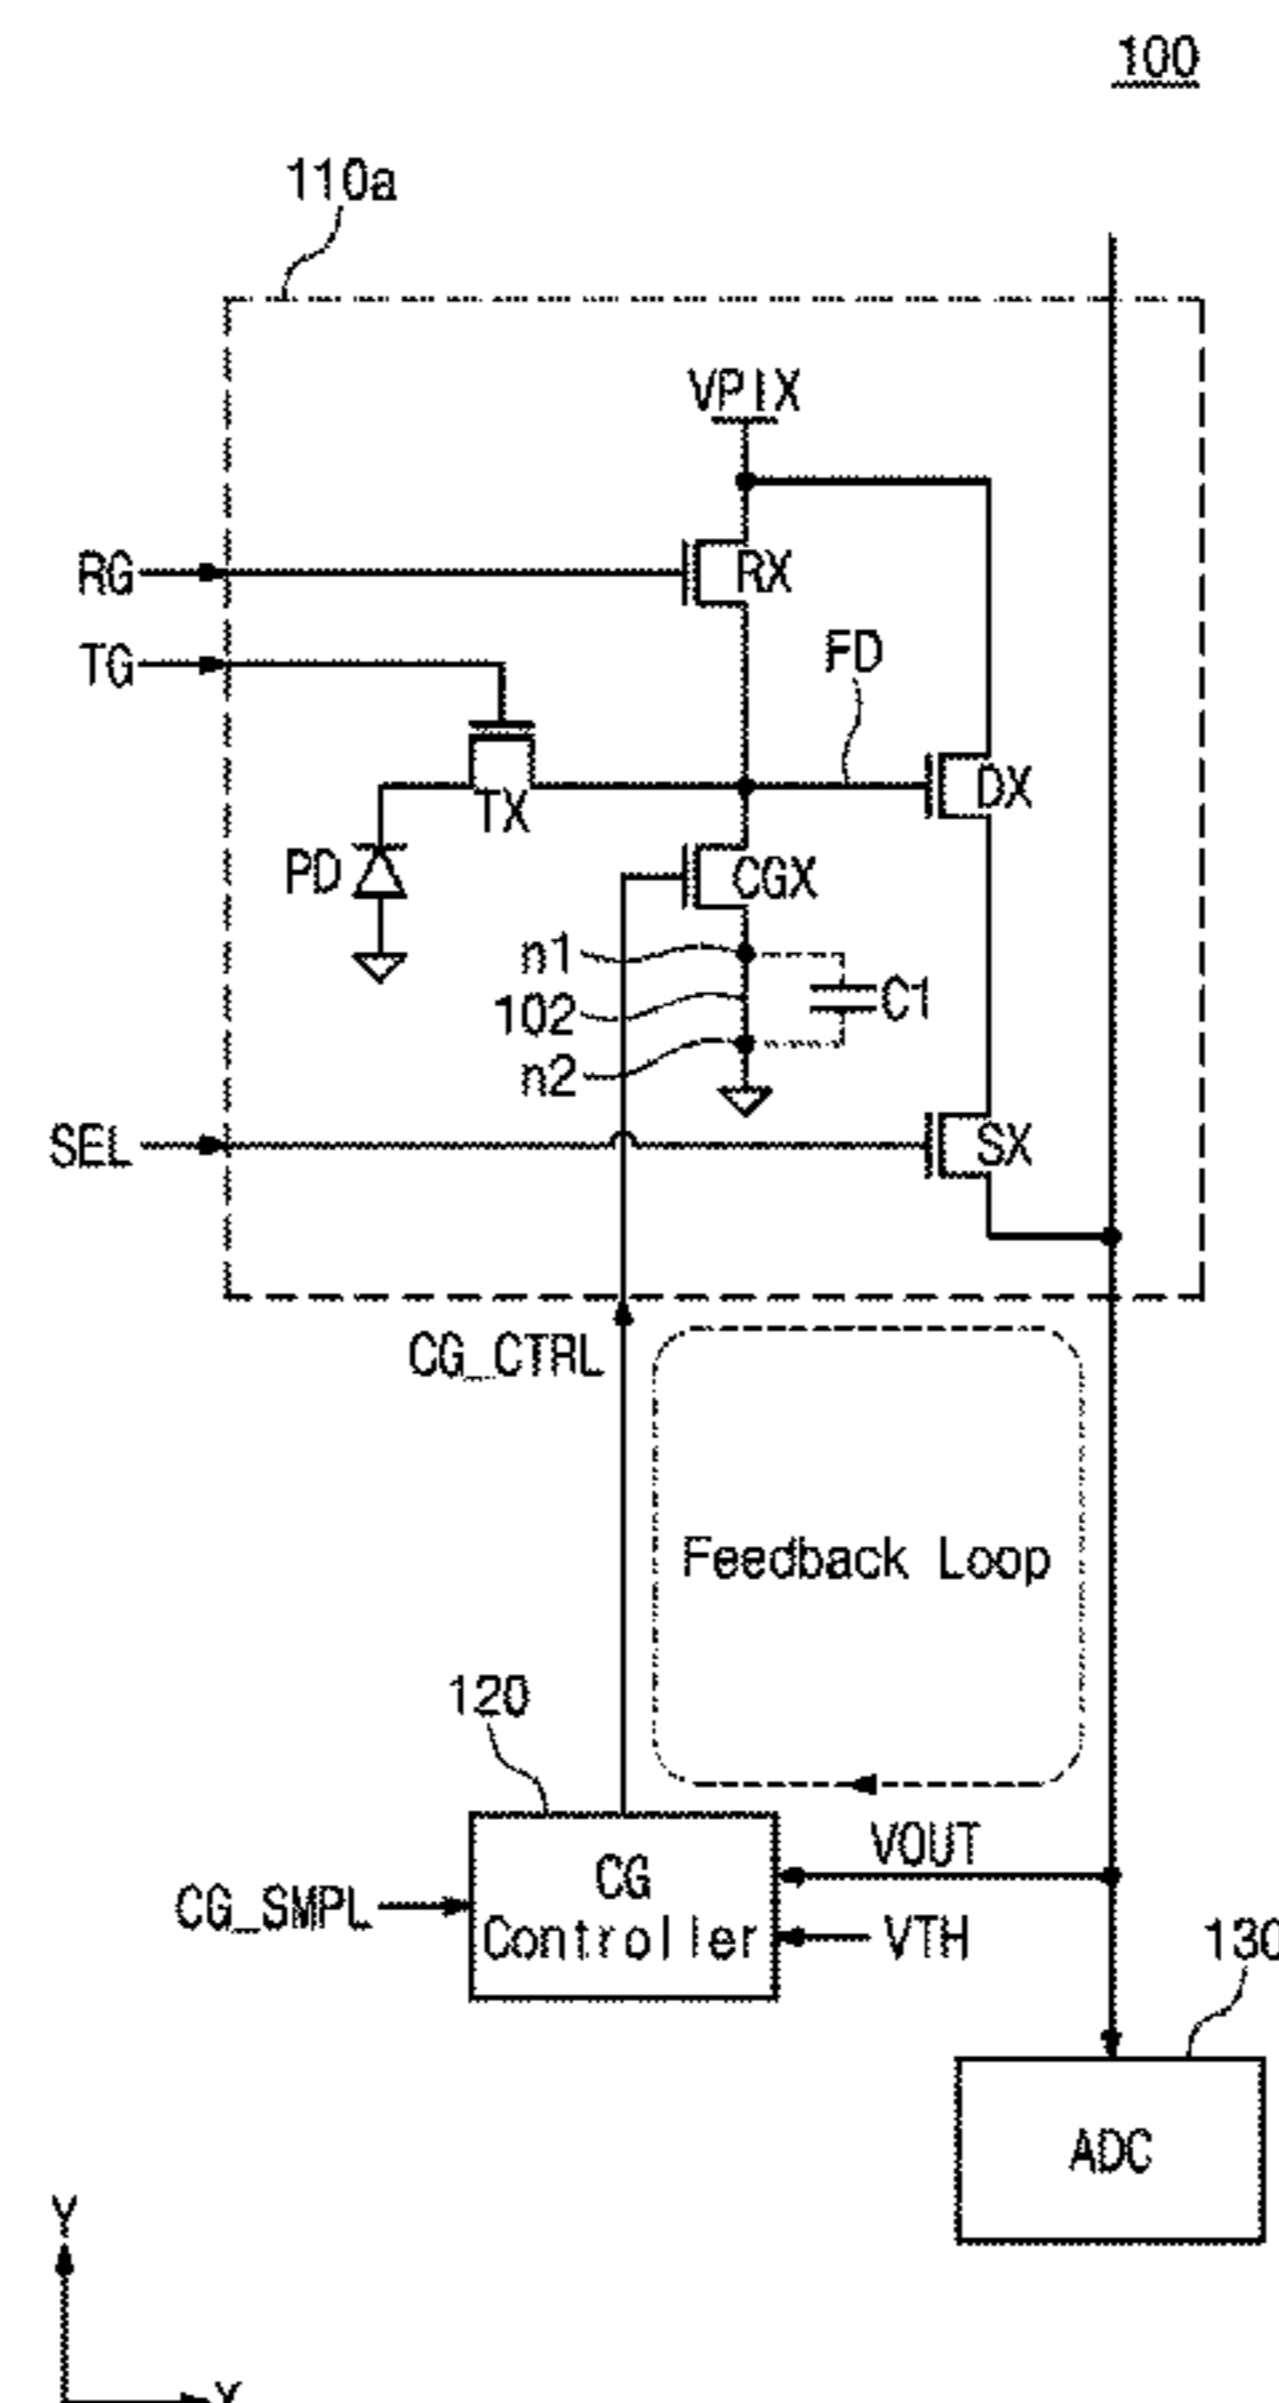 100
110a
VPIX
RG
RX
TG
FD
TX
DX
PD
CGX
n1
102
C1
n2
SEL
SX
CG_CTRL
Feedback Loop
120
VOUT
CG
Controller
CG_SMPL
VTH
130
ADC
Y
X